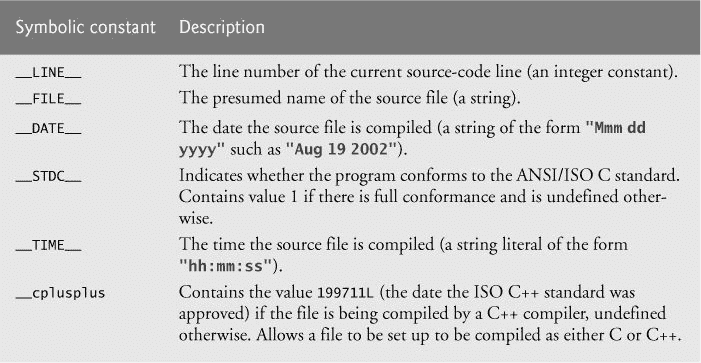 Symbolic constant Description
__LINE__ The line number of the current source-code line (an integer constant).
__FILE__ The presumed name of the source file (a string).
__DATE__ The date the source file is compiled (a string of the form "Mmm dd
yyyy" such as "Aug 19 2002").
__STDC__ Indicates whether the program conforms to the ANSI/ISO C standard.
Contains value 1 if there is full conformance and is undefined other-
wise.
__TIME__ The time the source file is compiled (a string literal of the form
"hh:mm:ss").
__cplusplus Contains the value 199711L (the date the ISO C++ standard was
approved) if the file is being compiled by a C++ compiler, undefined
otherwise. Allows a file to be set up to be compiled as either C or C++.